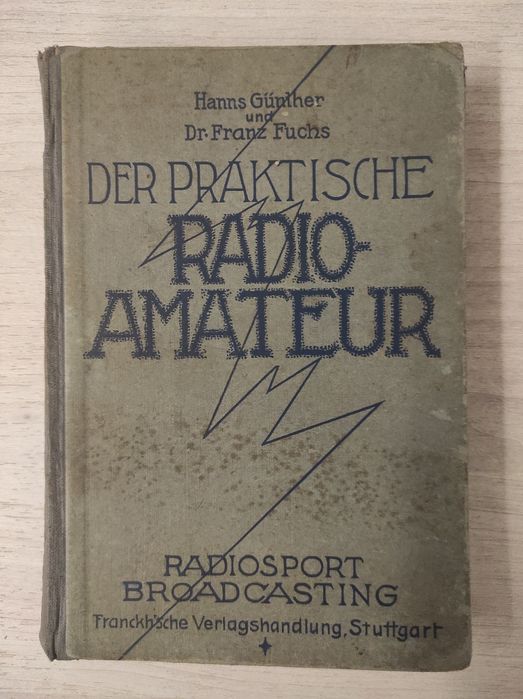 Hanns Günther
und
Dr. Franz Fuchs
DER PRAKTISCHE
RADIO-
AMATEUR
RADIOSPORT
BROADCASTING
Franckh'sche Verlagshandlung, Stuttgart